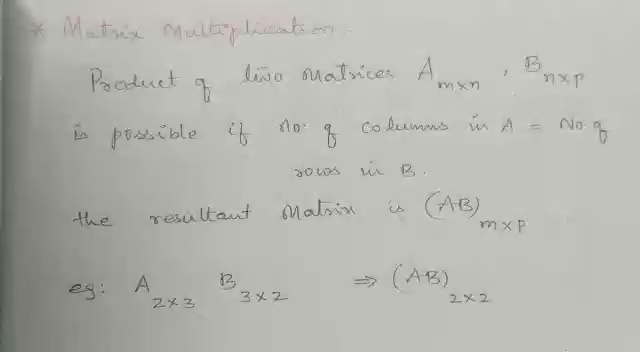 * Matrix Multiplication:-
Product of two Matrices A m×n , B n×p
is possible if No. of columns in A = No. of
rows in B.
the resultant Matrix is (AB) m×p
eg: A 2×3 B 3×2 ⇒ (AB) 2×2